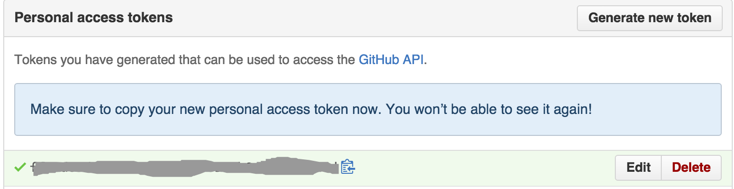 Personal access tokens
Generate new token
Tokens you have generated that can be used to access the GitHub API.
Make sure to copy your new personal access token now. You won't be able to see it again!
Edit
Delete